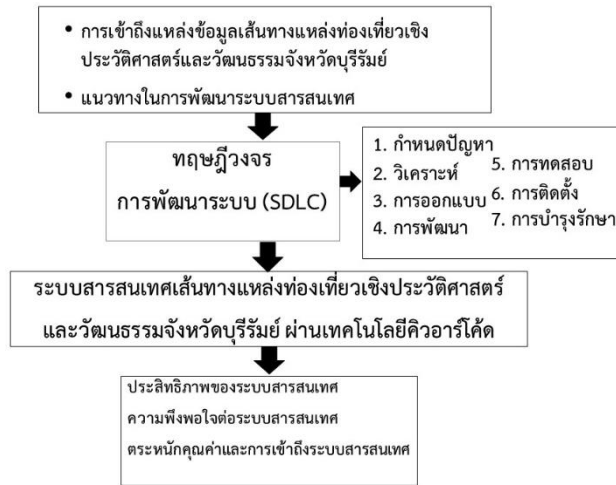 • การเข้าถึงแหล่งข้อมูลเส้นทางแหล่งท่องเที่ยวเชิง
ประวัติศาสตร์และวัฒนธรรมจังหวัดบุรีรัมย์
• แนวทางในการพัฒนาระบบสารสนเทศ
ทฤษฎีวงจร
การพัฒนาระบบ (SDLC)
1. กำหนดปัญหา
2. วิเคราะห์
3. การออกแบบ
4. การพัฒนา
5. การทดสอบ
6. การติดตั้ง
7. การบำรุงรักษา
ระบบสารสนเทศเส้นทางแหล่งท่องเที่ยวเชิงประวัติศาสตร์
และวัฒนธรรมจังหวัดบุรีรัมย์ ผ่านเทคโนโลยีคิวอาร์โค้ด
ประสิทธิภาพของระบบสารสนเทศ
ความพึงพอใจต่อระบบสารสนเทศ
ตระหนักคุณค่าและการเข้าถึงระบบสารสนเทศ